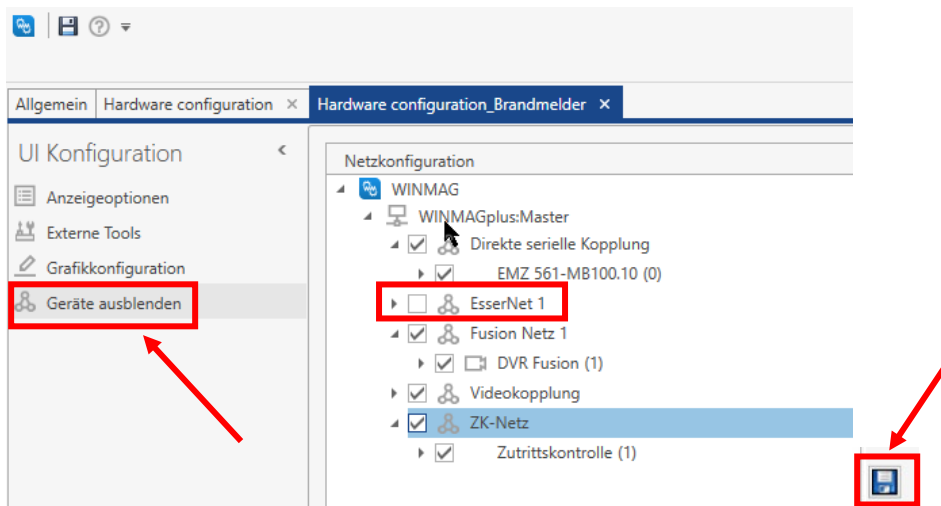 Allgemein
Hardware configuration
Hardware configuration_Brandmelder
UI Konfiguration
Anzeigeoptionen
Externe Tools
Grafikkonfiguration
Geräte ausblenden
Netzkonfiguration
WINMAG
WINMAGplus:Master
Direkte serielle Kopplung
EMZ 561-MB100.10 (0)
EsserNet 1
Fusion Netz 1
DVR Fusion (1)
Videokopplung
ZK-Netz
Zutrittskontrolle (1)